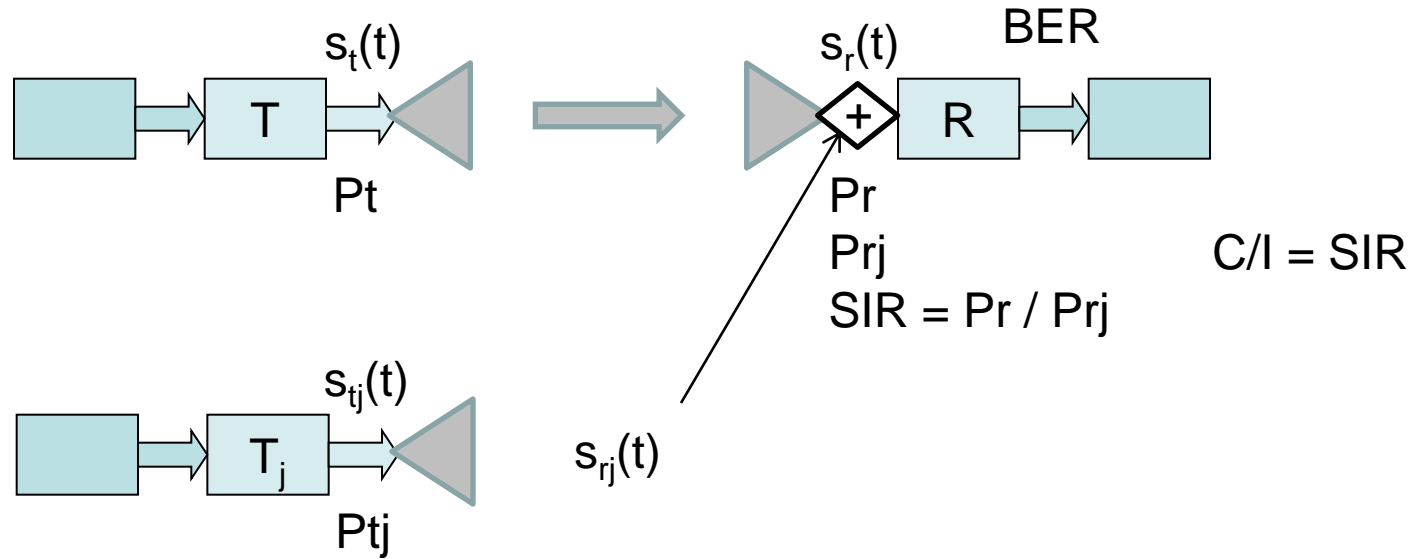 s_t(t)
s_r(t)
BER
T
+
R
Pt
Pr
Prj
C/I = SIR
SIR = Pr / Prj
s_tj(t)
T_j
s_rj(t)
Ptj